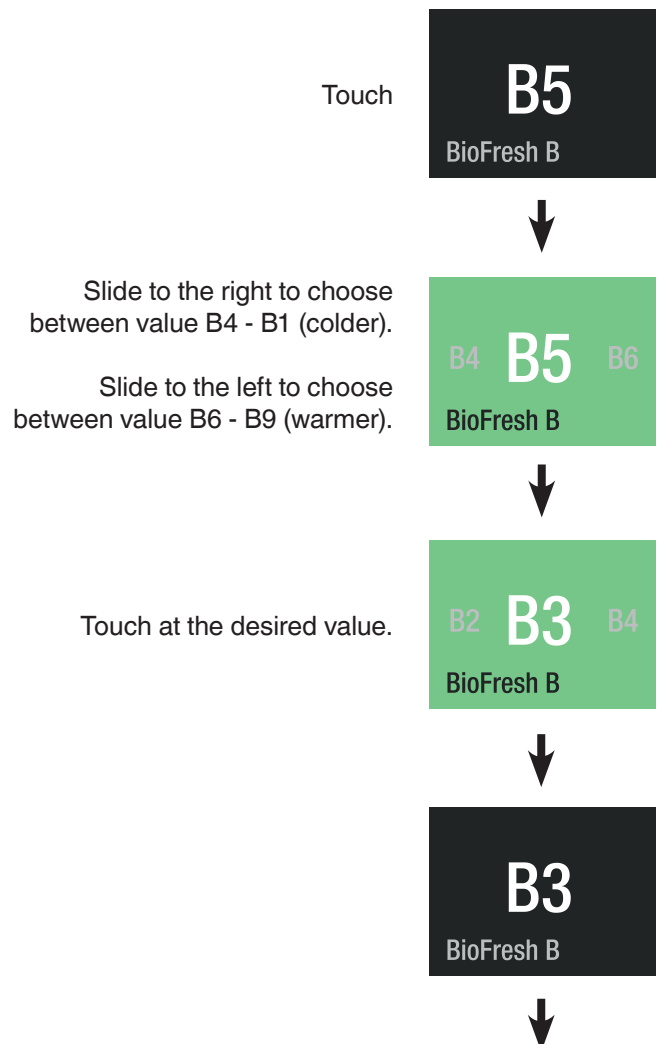 Touch
B5
BioFresh B
Slide to the right to choose
between value B4 - B1 (colder).
Slide to the left to choose
between value B6 - B9 (warmer).
B4 B5 B6
BioFresh B
Touch at the desired value.
B2 B3 B4
BioFresh B
B3
BioFresh B